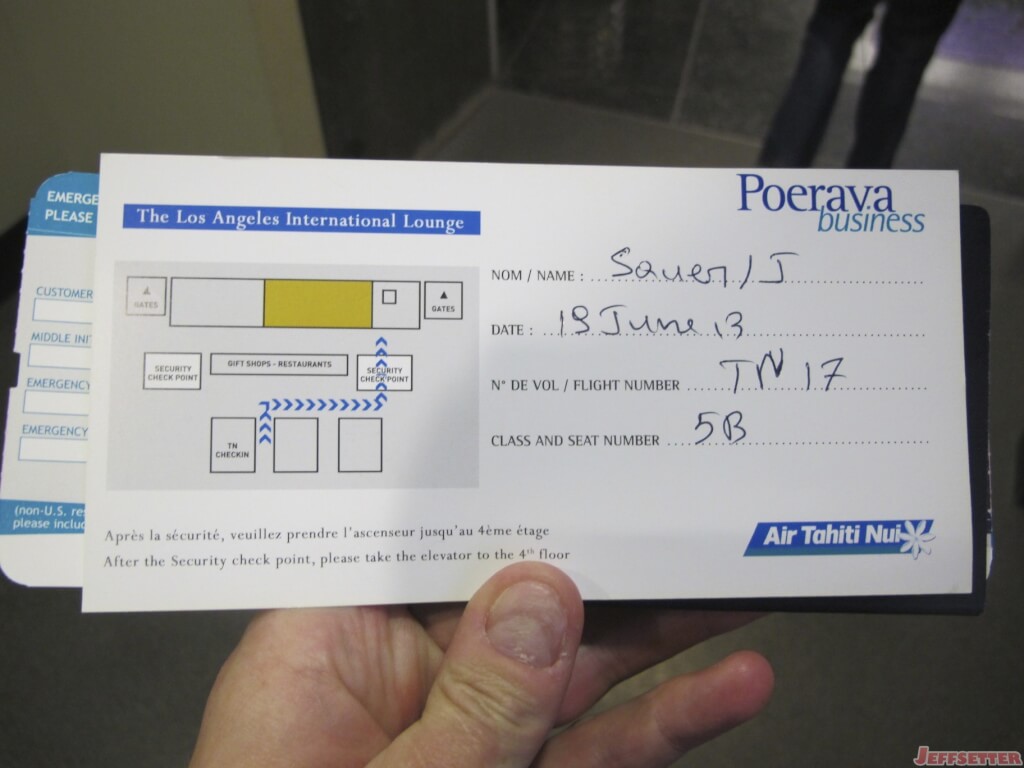 EMERGE
PLEASE
CUSTOMER
MIDDLE INI
EMERGENCY
EMERGENCY
(non-U.S. re
please includ
The Los Angeles International Lounge
GATES
GATES
SECURITY
CHECK POINT
GIFT SHOPS - RESTAURANTS
SECURITY
CHECK POINT
TN
CHECKIN
Après la sécurité, veuillez prendre l'ascenseur jusqu'au 4ème étage
After the Security check point, please take the elevator to the 4th floor
Poerava
business
NOM / NAME : Sauer / J
DATE : 19 June 13
N° DE VOL / FLIGHT NUMBER TN 17
CLASS AND SEAT NUMBER 5B
Air Tahiti Nui
JEFFSETTER